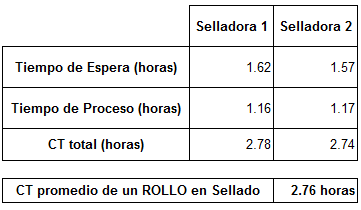 Selladora 1 Selladora 2
Tiempo de Espera (horas) 1.62 1.57
Tiempo de Proceso (horas) 1.16 1.17
CT total (horas) 2.78 2.74
CT promedio de un ROLLO en Sellado 2.76 horas